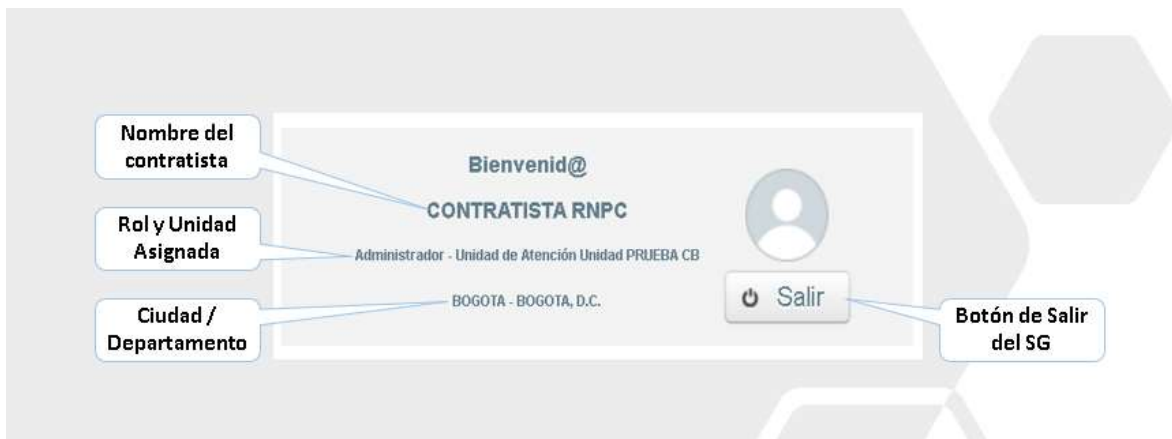 Nombre del
contratista
Rol y Unidad
Asignada
Ciudad /
Departamento
Bienvenid@
CONTRATISTA RNPC
Administrador - Unidad de Atención Unidad PRUEBA CB
BOGOTA - BOGOTA, D.C.
Salir
Botón de Salir
del SG